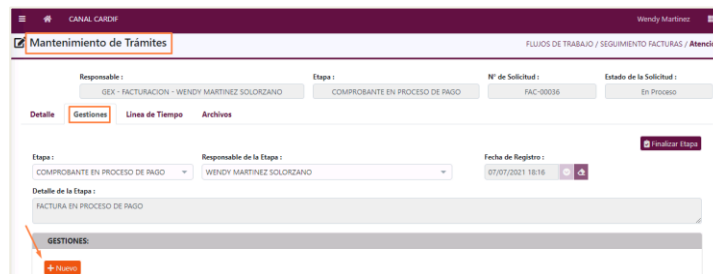 CANAL CARDIF
Wendy Martinez
Mantenimiento de Trámites
FLUJOS DE TRABAJO / SEGUIMIENTO FACTURAS / Atenció
Responsable :
Etapa :
N° de Solicitud :
Estado de la Solicitud :
GEX - FACTURACION - WENDY MARTINEZ SOLORZANO
COMPROBANTE EN PROCESO DE PAGO
FAC-00036
En Proceso
Detalle
Gestiones
Linea de Tiempo
Archivos
Finalizar Etapa
Etapa :
Responsable de la Etapa :
Fecha de Registro :
COMPROBANTE EN PROCESO DE PAGO
WENDY MARTINEZ SOLORZANO
07/07/2021 18:16
Detalle de la Etapa :
FACTURA EN PROCESO DE PAGO
GESTIONES:
+ Nuevo